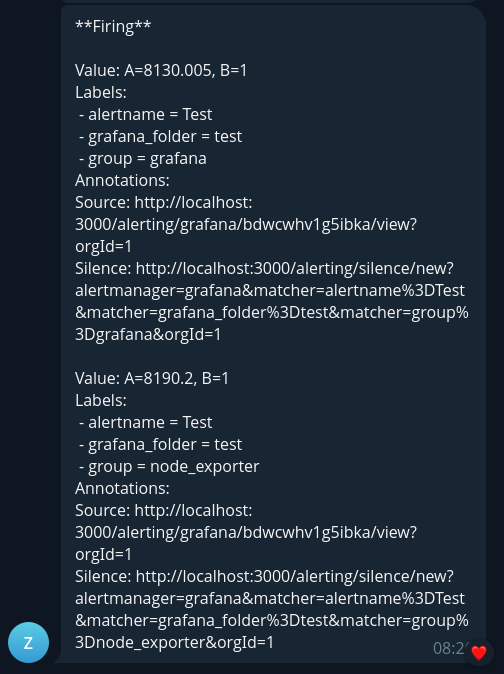 **Firing**
Value: A=8130.005, B=1
Labels:
- alertname = Test
- grafana_folder = test
- group = grafana
Annotations:
Source: http://localhost:
3000/alerting/grafana/bdwcwhv1g5ibka/view?
orgId=1
Silence: http://localhost:3000/alerting/silence/new?
alertmanager=grafana&matcher=alertname%3DTest
&matcher=grafana_folder%3Dtest&matcher=group%
3Dgrafana&orgId=1
Value: A=8190.2, B=1
Labels:
- alertname = Test
- grafana_folder = test
- group = node_exporter
Annotations:
Source: http://localhost:
3000/alerting/grafana/bdwcwhv1g5ibka/view?
orgId=1
Silence: http://localhost:3000/alerting/silence/new?
alertmanager=grafana&matcher=alertname%3DTest
&matcher=grafana_folder%3Dtest&matcher=group%
3Dnode_exporter&orgId=1
Z